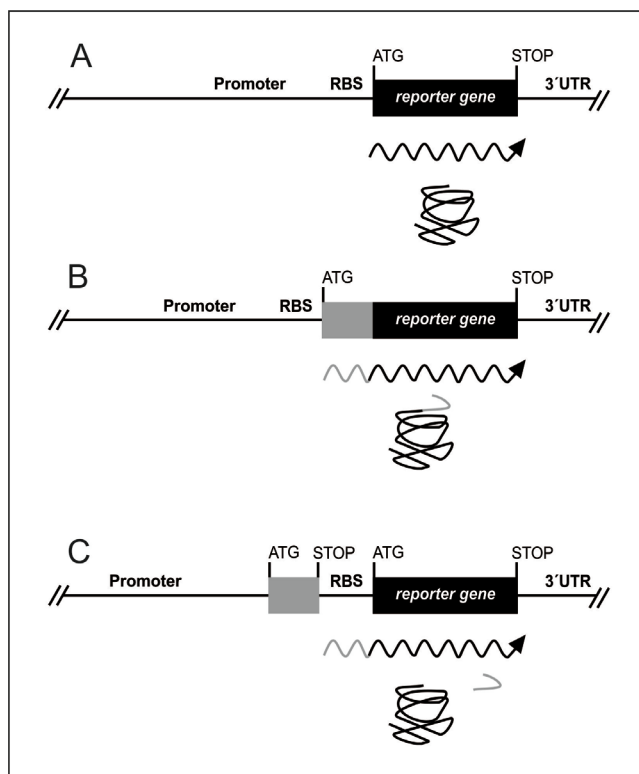 A
ATG STOP
Promoter RBS reporter gene 3´UTR
B
ATG STOP
Promoter RBS reporter gene 3´UTR
C
ATG STOP ATG STOP
Promoter RBS reporter gene 3´UTR